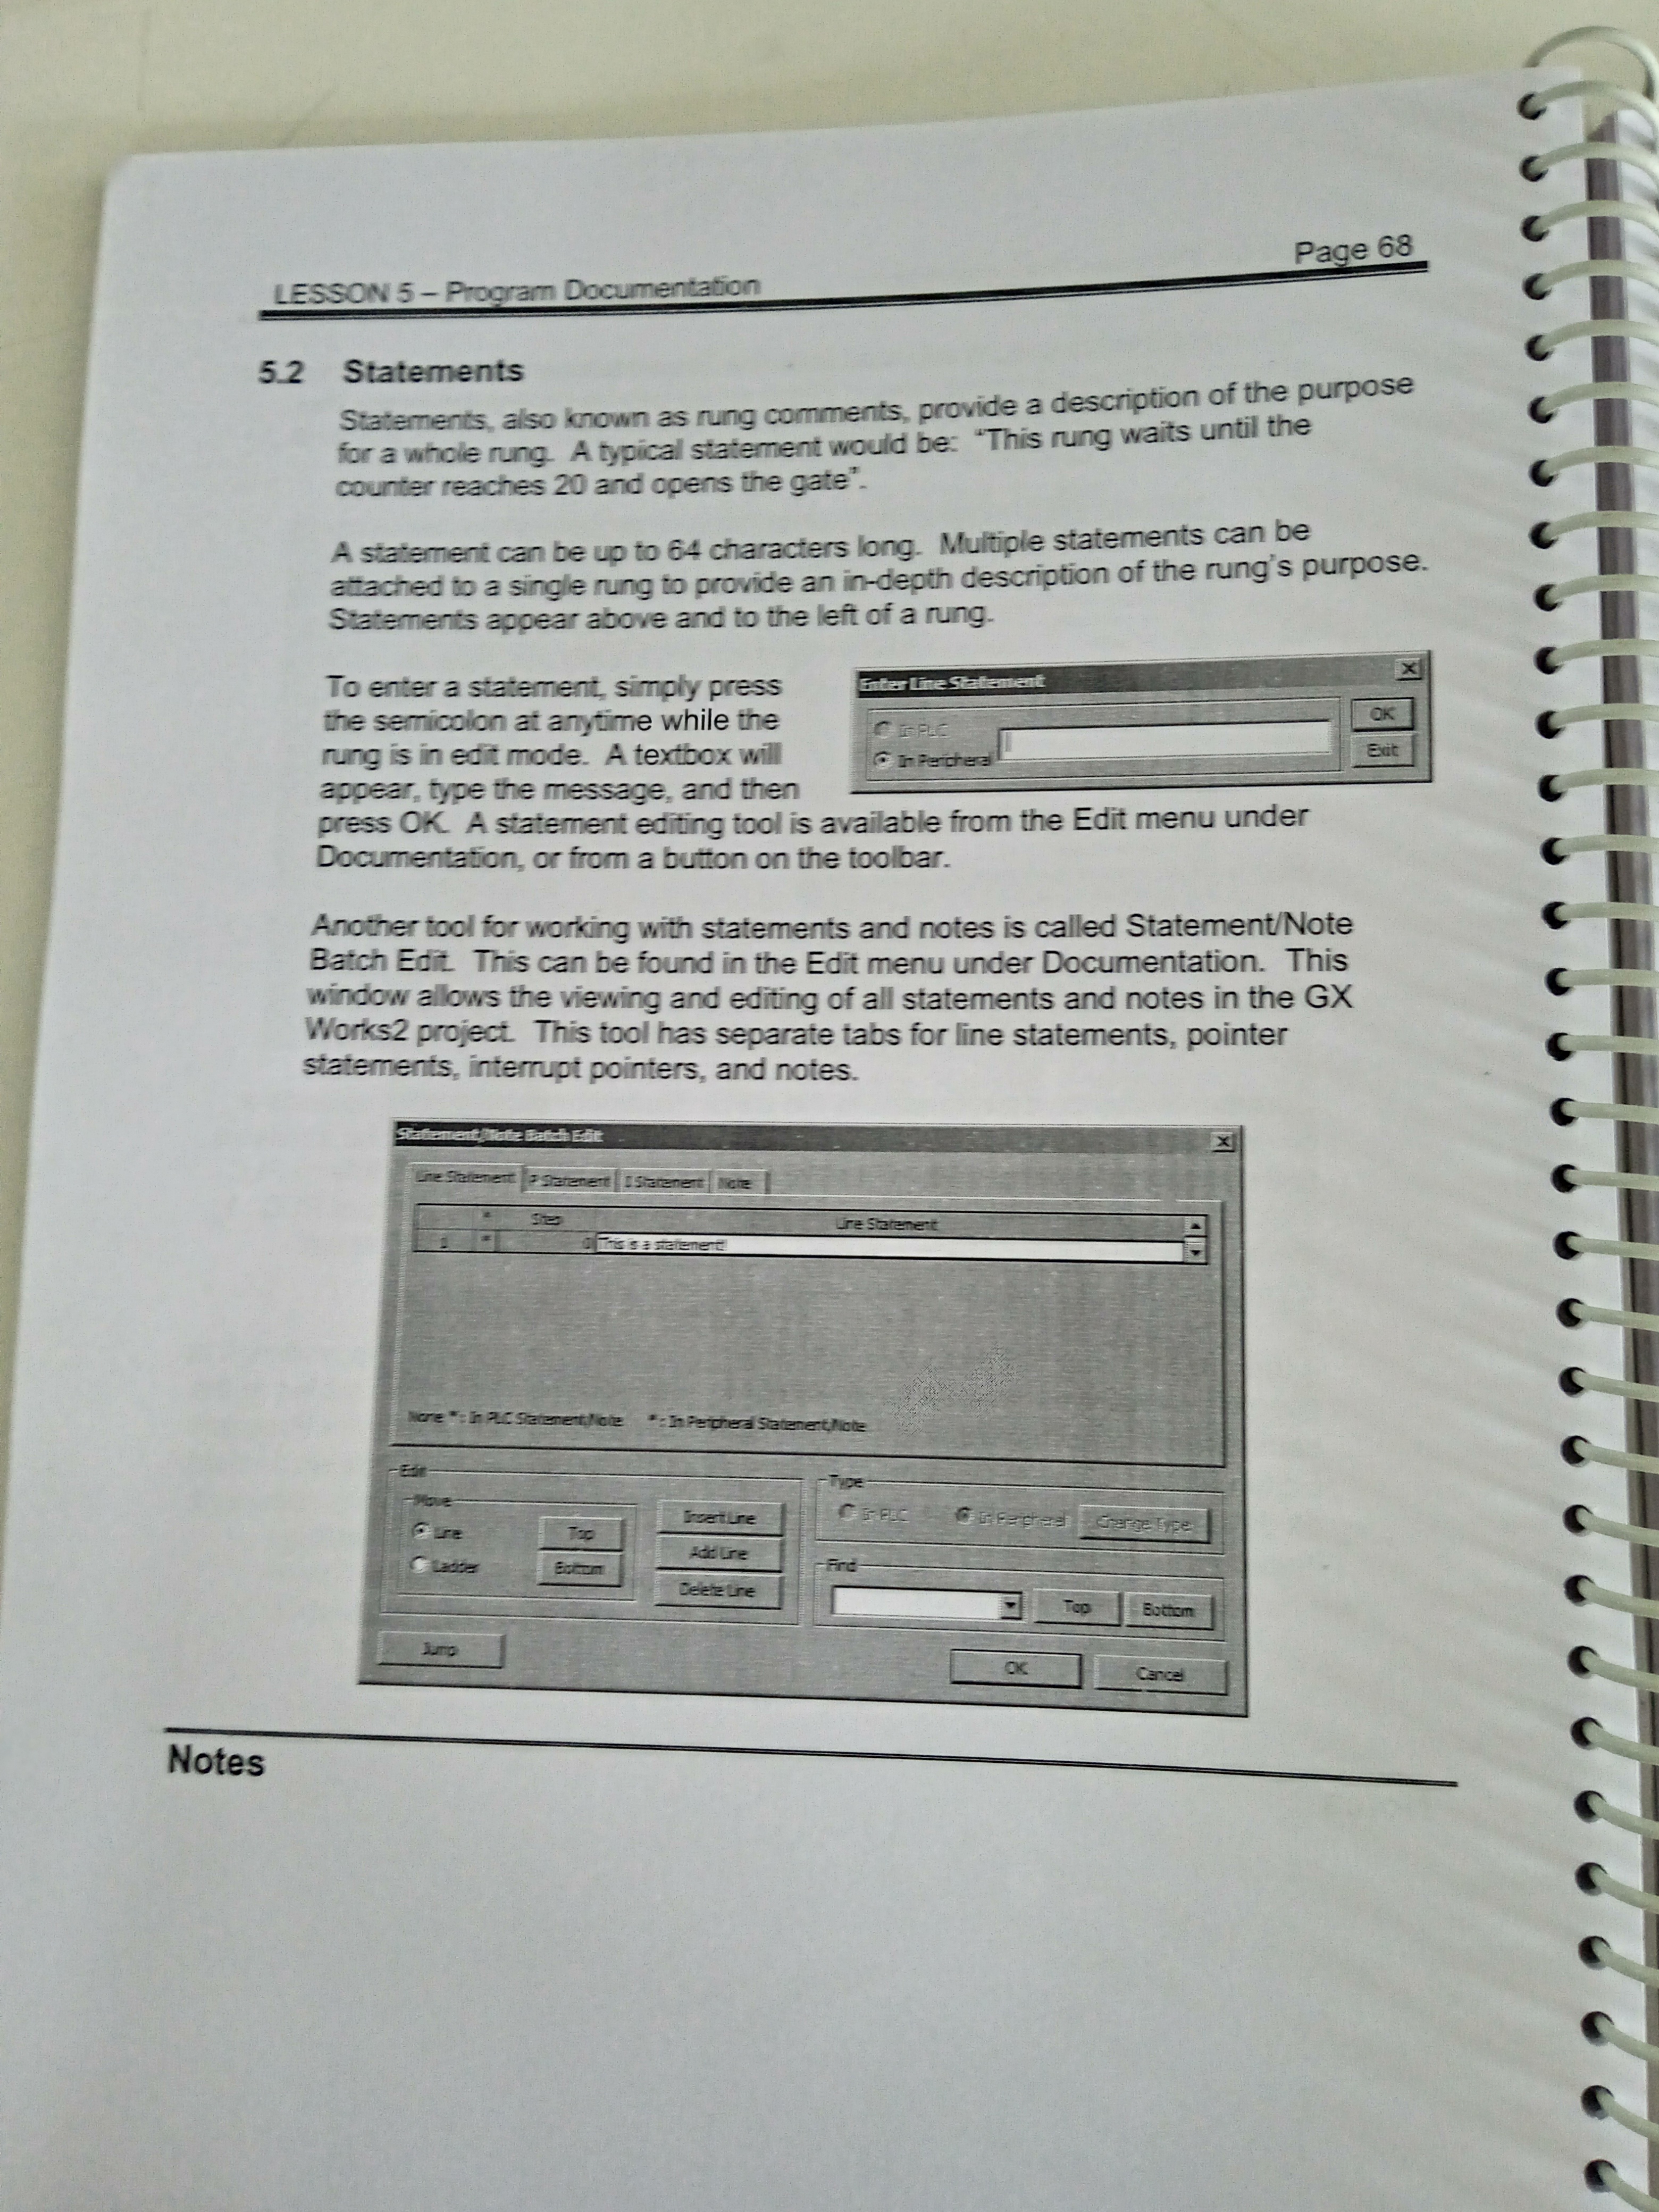 Page 68
LESSON 5 – Program Documentation
5.2 Statements
Statements, also known as rung comments, provide a description of the purpose
for a whole rung. A typical statement would be: "This rung waits until the
counter reaches 20 and opens the gate".
A statement can be up to 64 characters long. Multiple statements can be
attached to a single rung to provide an in-depth description of the rung's purpose.
Statements appear above and to the left of a rung.
To enter a statement, simply press
the semicolon at anytime while the
rung is in edit mode. A textbox will
appear, type the message, and then
press OK. A statement editing tool is available from the Edit menu under
Documentation, or from a button on the toolbar.
Enter Line Statement
In PLC
In Peripheral
OK
Exit
Another tool for working with statements and notes is called Statement/Note
Batch Edit. This can be found in the Edit menu under Documentation. This
window allows the viewing and editing of all statements and notes in the GX
Works2 project. This tool has separate tabs for line statements, pointer
statements, interrupt pointers, and notes.
Statement/Note Batch Edit
Line Statement P Statement I Statement Note
* Step Line Statement
1 * 0 This is a statement!
None * : In PLC Statement/Note * : In Peripheral Statement/Note
Edit
Move
Line
Ladder
Top
Bottom
Insert Line
Add Line
Delete Line
Type
In PLC In Peripheral Change Type
Find
Top Bottom
Jump
OK Cancel
Notes